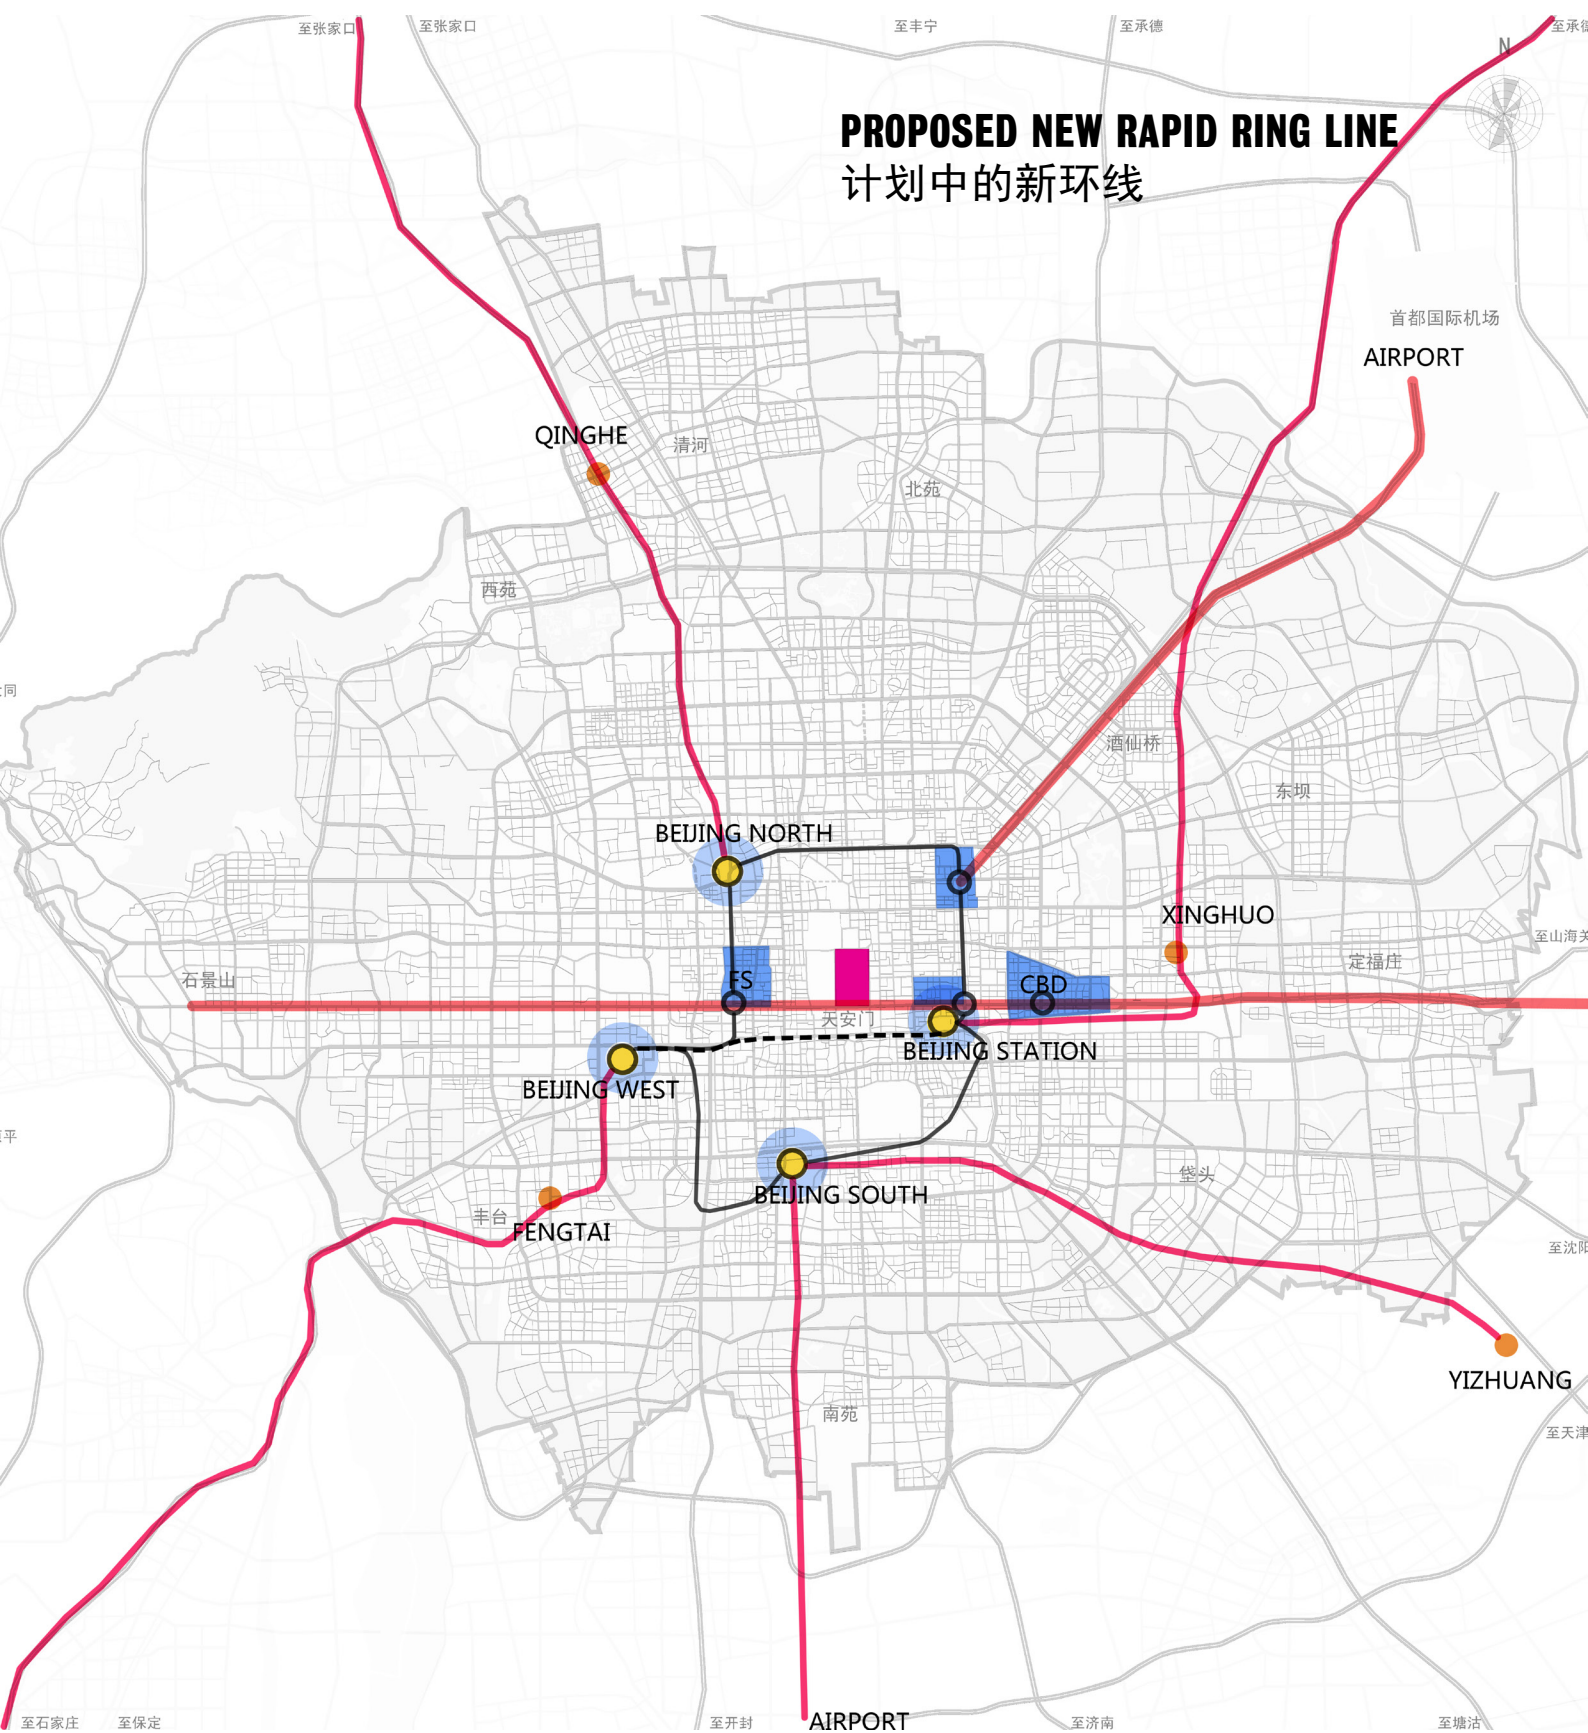 至张家口
至张家口
至丰宁
至承德
至承德
N
PROPOSED NEW RAPID RING LINE
计划中的新环线
首都国际机场
AIRPORT
QINGHE
清河
北苑
西苑
酒仙桥
东坝
BEIJING NORTH
XINGHUO
至山海关
定福庄
石景山
FS
CBD
天安门
BEIJING STATION
BEIJING WEST
垡头
BEIJING SOUTH
丰台
FENGTAI
至沈阳
YIZHUANG
南苑
至天津
至石家庄
至保定
至开封
AIRPORT
至济南
至塘沽